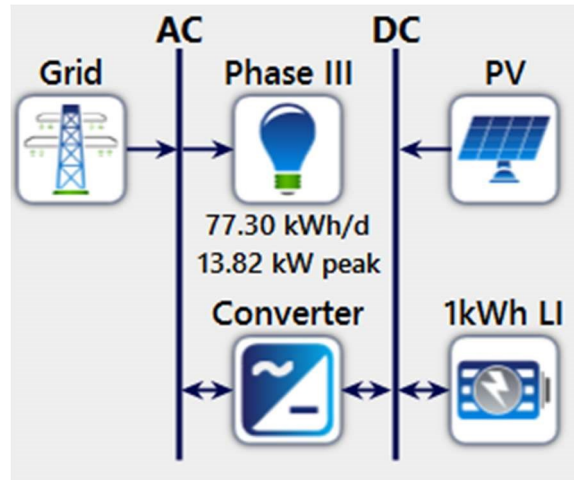 AC DC
Grid Phase III PV
77.30 kWh/d
13.82 kW peak
Converter 1kWh LI